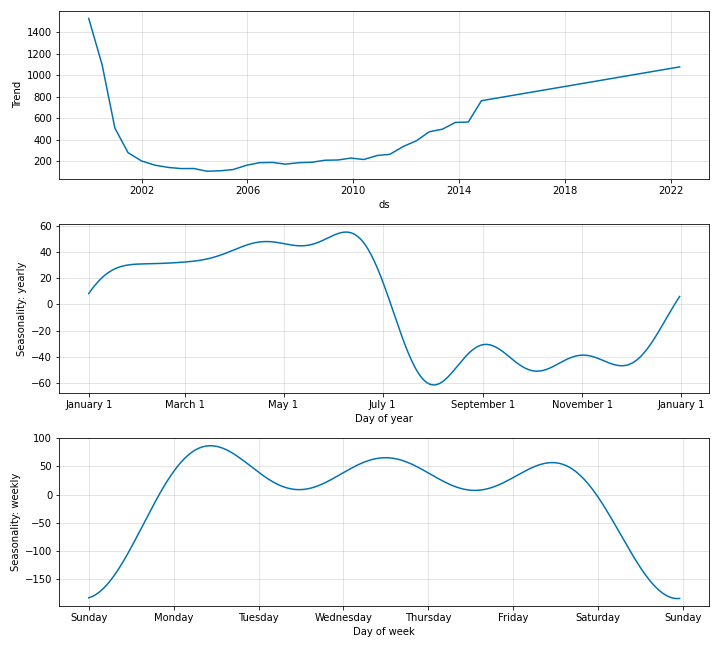 1400
1200
1000
800
600
400
200
Trend
2002 2006 2010 2014 2018 2022
ds
60
40
20
0
−20
−40
−60
Seasonality: yearly
January 1 March 1 May 1 July 1 September 1 November 1 January 1
Day of year
100
50
0
−50
−100
−150
Seasonality: weekly
Sunday Monday Tuesday Wednesday Thursday Friday Saturday Sunday
Day of week